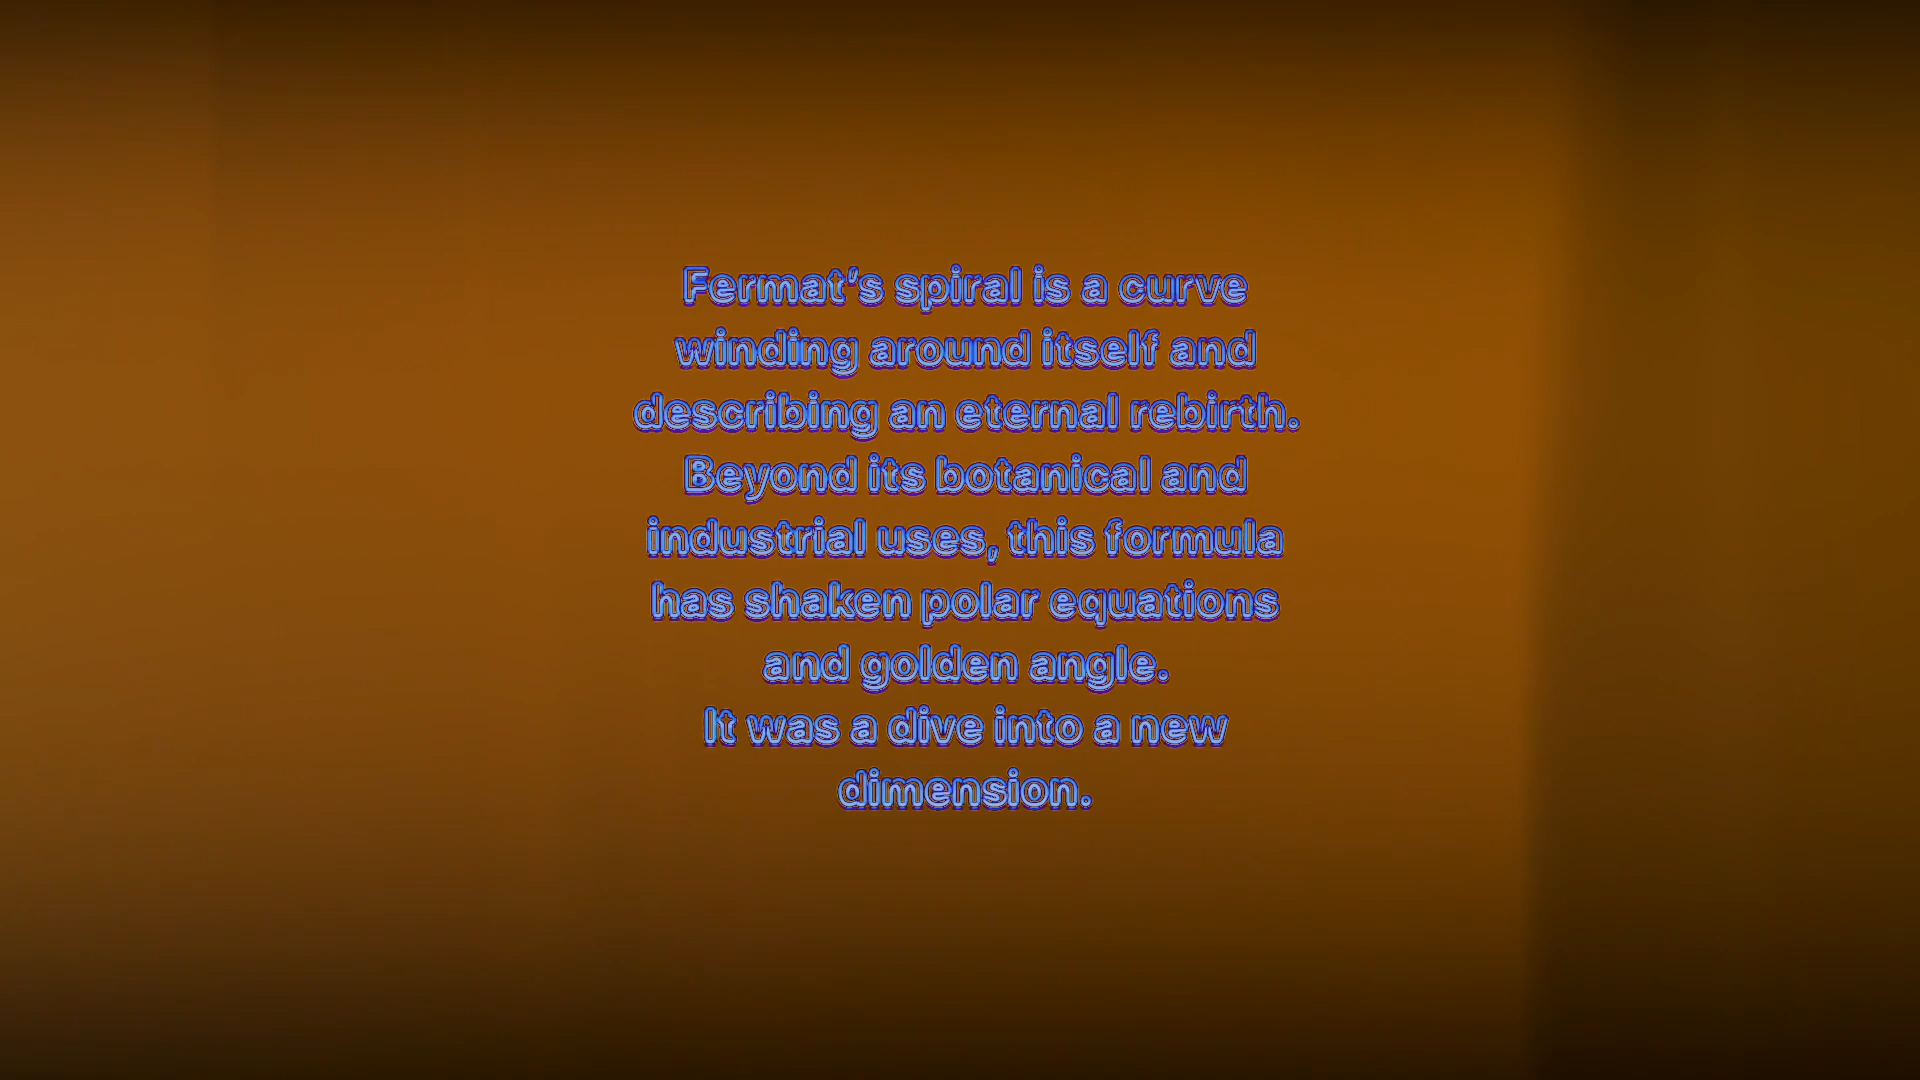 Fermat's spiral is a curve
winding around itself and
describing an eternal rebirth.
Beyond its botanical and
industrial uses, this formula
has shaken polar equations
and golden angle.
It was a dive into a new
dimension.